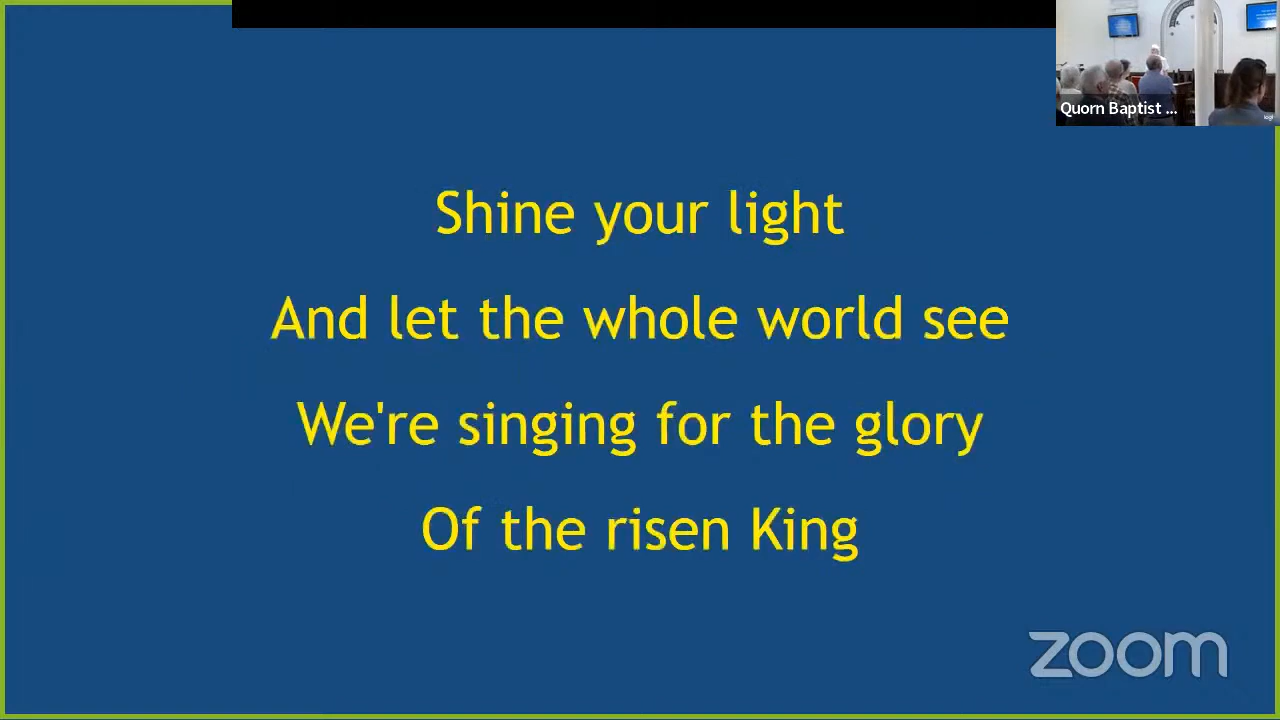 Quorn Baptist ...
Shine your light
And let the whole world see
We're singing for the glory
Of the risen King
zoom